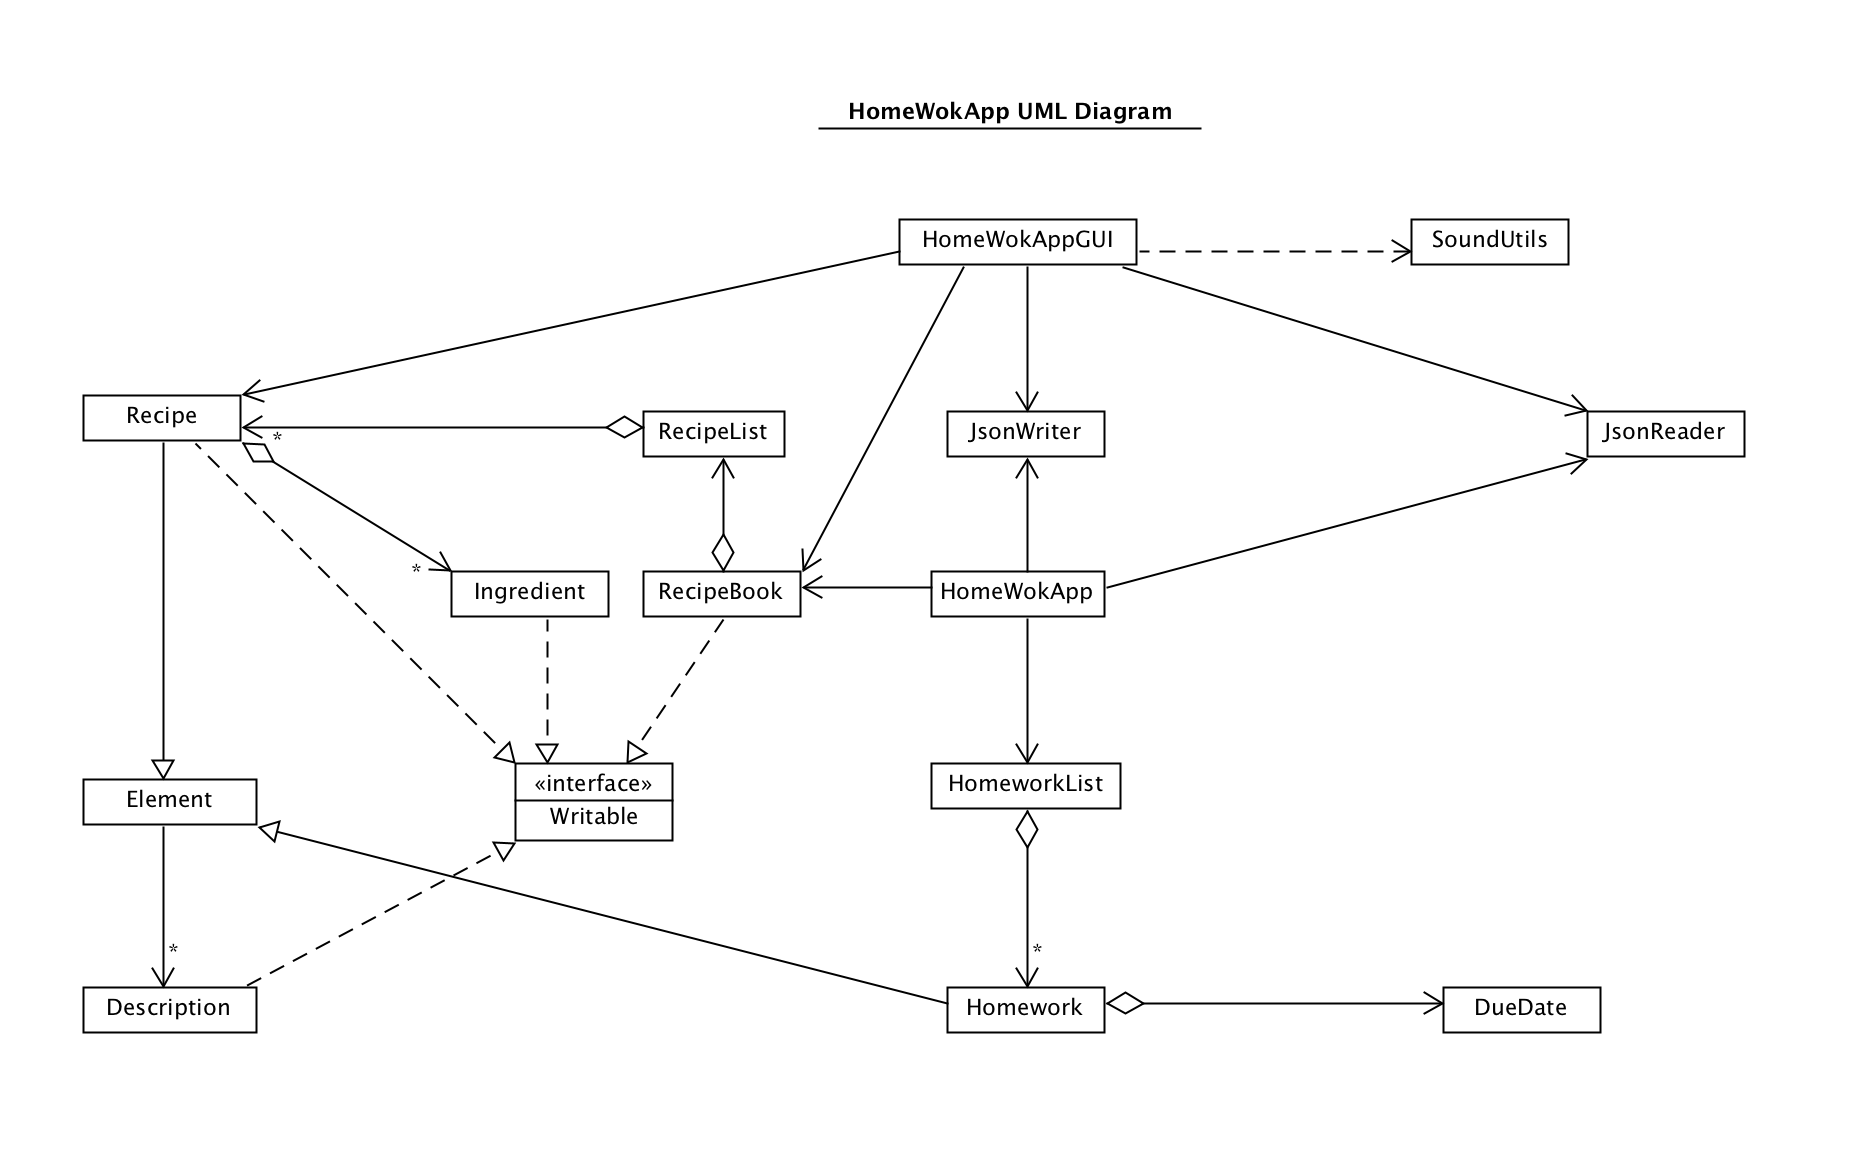 HomeWokApp UML Diagram
HomeWokAppGUI
SoundUtils
Recipe
*
RecipeList
JsonWriter
JsonReader
*
Ingredient
RecipeBook
HomeWokApp
«interface»
Writable
Element
HomeworkList
*
*
Description
Homework
DueDate